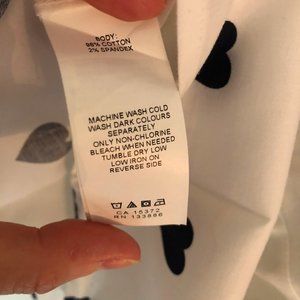 BODY:
98% COTTON
2% SPANDEX
MACHINE WASH COLD
WASH DARK COLOURS
SEPARATELY
ONLY NON-CHLORINE
BLEACH WHEN NEEDED
TUMBLE DRY LOW
LOW IRON ON
REVERSE SIDE
CA 15372
RN 133886